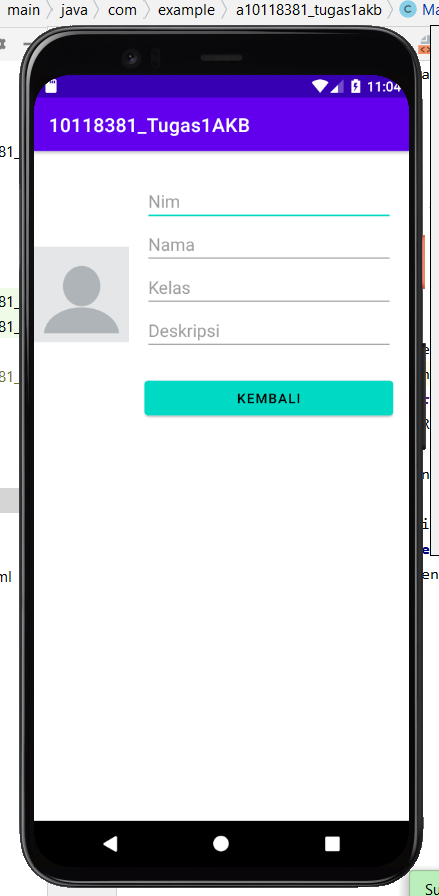 main java com example a10118381_tugas1akb C Ma
11:04
10118381_Tugas1AKB
Nim
Nama
Kelas
Deskripsi
KEMBALI
81_
81_
81_
81_
ml
en
Su